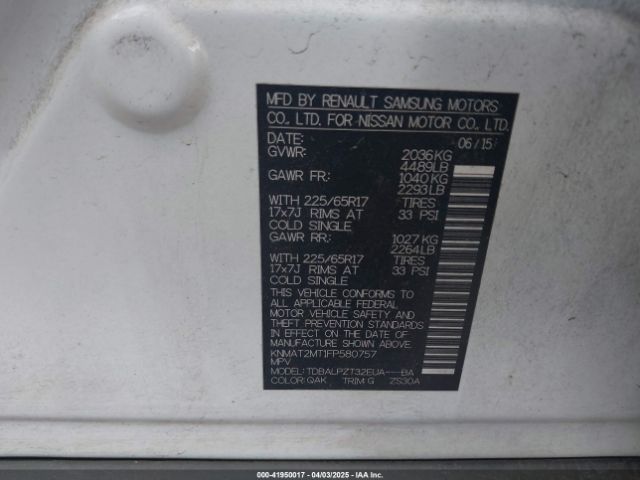 MFD BY RENAULT SAMSUNG MOTORS
CO., LTD. FOR NISSAN MOTOR CO., LTD.
DATE: 06/15
GVWR: 2036KG
4489LB
GAWR FR: 1040KG
2293LB
WITH 225/65R17 TIRES
17x7J RIMS AT 33 PSI
COLD SINGLE
GAWR RR: 1027KG
2264LB
WITH 225/65R17 TIRES
17x7J RIMS AT 33 PSI
COLD SINGLE
THIS VEHICLE CONFORMS TO
ALL APPLICABLE FEDERAL
MOTOR VEHICLE SAFETY AND
THEFT PREVENTION STANDARD
IN EFFECT ON THE DATE OF
MANUFACTURE SHOWN ABOVE.
KNMAT2MT1FP580757
MPV
MODEL: TDBALPZT32EUA---BA
COLOR: QAK TRIM G ZS30A
000-41950017 - 04/03/2025 - IAA Inc.